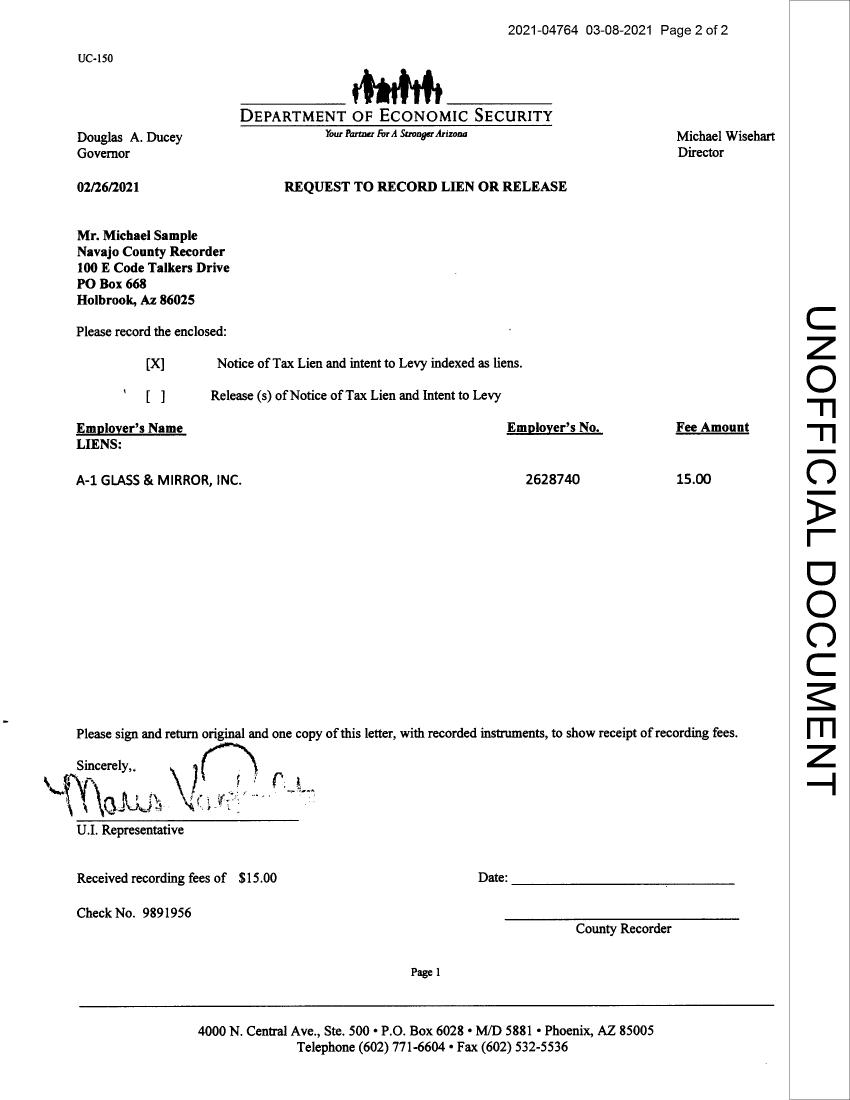 2021-04764 03-08-2021 Page 2 of 2
UC-150
DEPARTMENT OF ECONOMIC SECURITY
Your Partner For A Stronger Arizona
Douglas A. Ducey
Governor
Michael Wisehart
Director
02/26/2021
REQUEST TO RECORD LIEN OR RELEASE
Mr. Michael Sample
Navajo County Recorder
100 E Code Talkers Drive
PO Box 668
Holbrook, Az 86025
Please record the enclosed:
[X] Notice of Tax Lien and intent to Levy indexed as liens.
[ ] Release (s) of Notice of Tax Lien and Intent to Levy
Employer's Name Employer's No. Fee Amount
LIENS:
A-1 GLASS & MIRROR, INC. 2628740 15.00
Please sign and return original and one copy of this letter, with recorded instruments, to show receipt of recording fees.
Sincerely,.
U.I. Representative
Received recording fees of $15.00 Date:
Check No. 9891956
County Recorder
Page 1
4000 N. Central Ave., Ste. 500 • P.O. Box 6028 • M/D 5881 • Phoenix, AZ 85005
Telephone (602) 771-6604 • Fax (602) 532-5536
UNOFFICIAL DOCUMENT